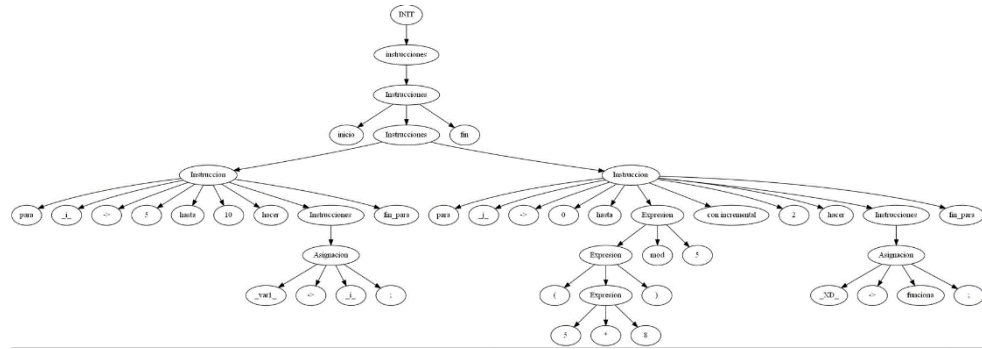 INIT
instrucciones
Instrucciones
inicio Instrucciones fin
Instruccion Instruccion
para _i_ -> 5 hasta 10 hacer Instrucciones fin_para para _i_ -> 0 hasta Expresion con incremental 2 hacer Instrucciones fin_para
Asignacion Expresion mod 5 Asignacion
_var1_ -> _i_ ; ( Expresion ) _XD_ -> funciona ;
5 * 8